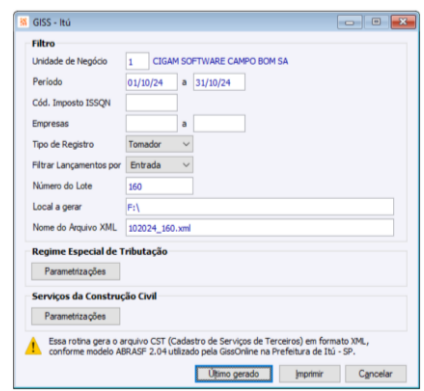 GISS - Itú
Filtro
Unidade de Negócio 1 CIGAM SOFTWARE CAMPO BOM SA
Período 01/10/24 a 31/10/24
Cód. Imposto ISSQN
Empresas a
Tipo de Registro Tomador
Filtrar Lançamentos por Entrada
Número do Lote 160
Local a gerar F:\
Nome do Arquivo XML 102024_160.xml
Regime Especial de Tributação
Parametrizações
Serviços da Construção Civil
Parametrizações
Essa rotina gera o arquivo CST (Cadastro de Serviços de Terceiros) em formato XML,
conforme modelo ABRASF 2.04 utilizado pela GissOnline na Prefeitura de Itú - SP.
Último gerado Imprimir Cancelar